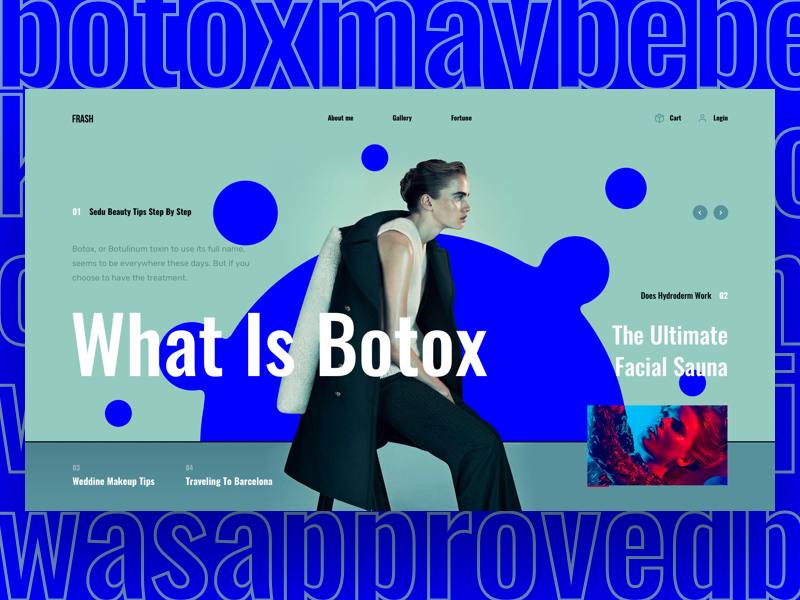 botoxmaybebe
FRASH
About me
Gallery
Fortune
Cart
Login
01 Sedu Beauty Tips Step By Step
Botox, or Botulinum toxin to use its full name,
seems to be everywhere these days. But if you
choose to have the treatment.
What Is Botox
Does Hydroderm Work 02
The Ultimate
Facial Sauna
03
Weddine Makeup Tips
04
Traveling To Barcelona
wasapprovedb